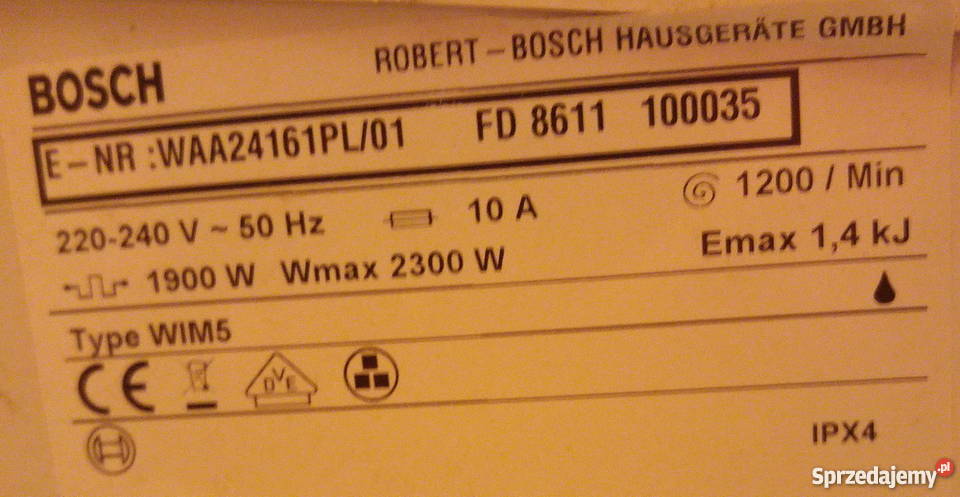 BOSCH ROBERT-BOSCH HAUSGERÄTE GMBH
E-NR :WAA24161PL/01 FD 8611 100035
220-240 V ~ 50 Hz 10 A 1200 / Min
1900 W Wmax 2300 W Emax 1,4 kJ
Type WIM5
CE DVE
IPX4
Sprzedajemy.pl